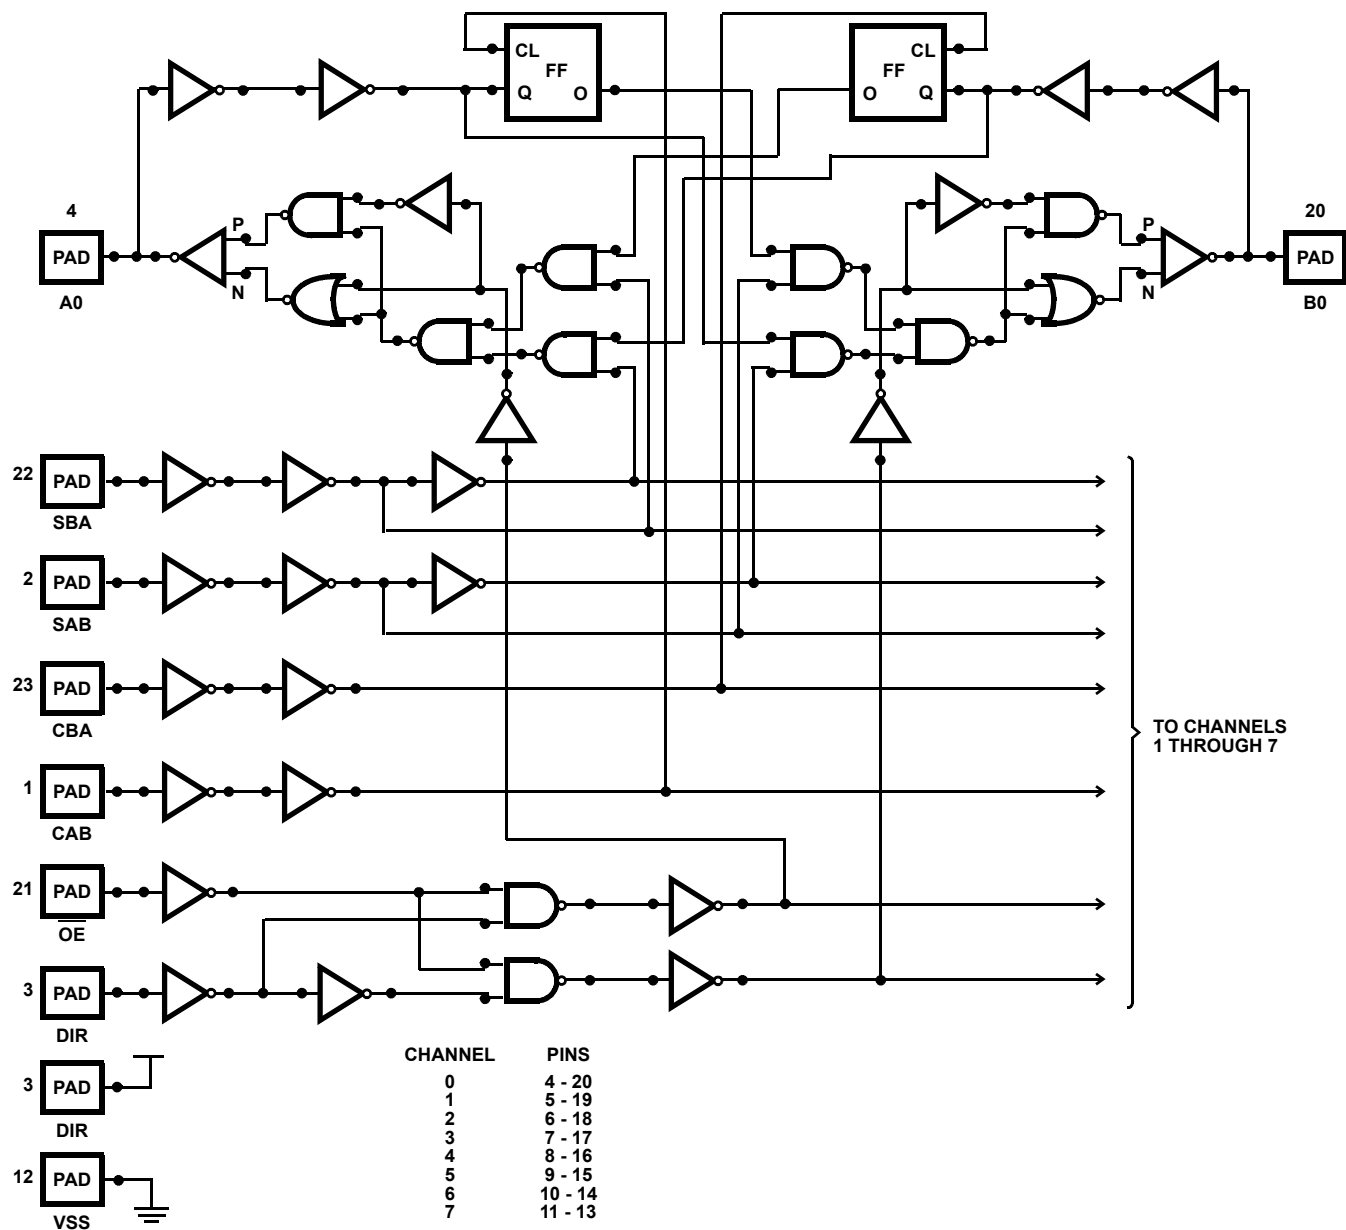 CL
FF
Q O
CL
FF
O Q
4
PAD
A0
P
N
P
N
20
PAD
B0
22 PAD
SBA
2 PAD
SAB
23 PAD
CBA
1 PAD
CAB
21 PAD
OE
3 PAD
DIR
3 PAD
DIR
12 PAD
VSS
TO CHANNELS
1 THROUGH 7
CHANNEL PINS
0 4 - 20
1 5 - 19
2 6 - 18
3 7 - 17
4 8 - 16
5 9 - 15
6 10 - 14
7 11 - 13